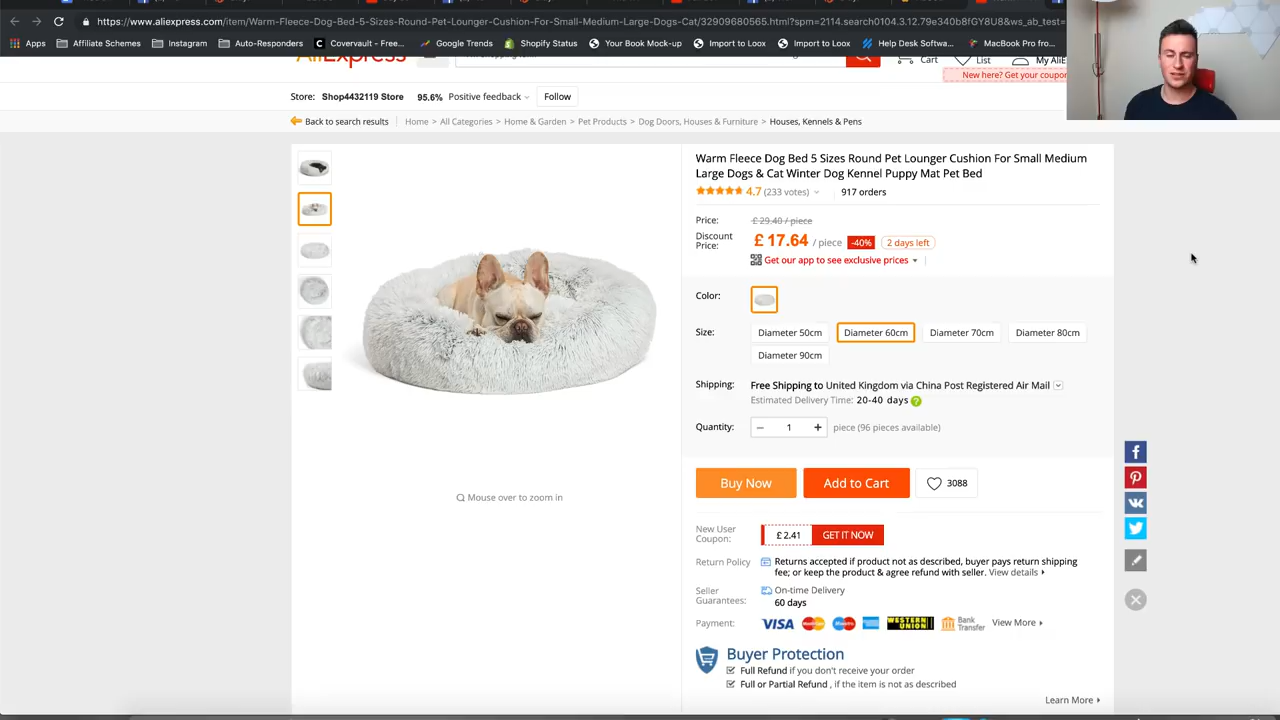 https://www.aliexpress.com/item/Warm-Fleece-Dog-Bed-5-Sizes-Round-Pet-Lounger-Cushion-For-Small-Medium-Large-Dogs-Cat/32909680565.html?spm=2114.search0104.3.12.79e340b8fGY8U8&ws_ab_test=
Apps Affiliate Schemes Instagram Auto-Responders Covervault - Free... Google Trends Shopify Status Your Book Mock-up Import to Loox Import to Loox Help Desk Softwa... MacBook Pro fro...
AliExpress Cart List My AliE
New here? Get your coupon
Store: Shop4432119 Store 95.6% Positive feedback Follow
Back to search results Home > All Categories > Home & Garden > Pet Products > Dog Doors, Houses & Furniture > Houses, Kennels & Pens
Warm Fleece Dog Bed 5 Sizes Round Pet Lounger Cushion For Small Medium
Large Dogs & Cat Winter Dog Kennel Puppy Mat Pet Bed
4.7 (233 votes) 917 orders
Price: £ 29.40 / piece
Discount Price: £ 17.64 / piece -40% 2 days left
Get our app to see exclusive prices
Color:
Size: Diameter 50cm Diameter 60cm Diameter 70cm Diameter 80cm
Diameter 90cm
Shipping: Free Shipping to United Kingdom via China Post Registered Air Mail
Estimated Delivery Time: 20-40 days ?
Quantity: – 1 + piece (96 pieces available)
Buy Now Add to Cart 3088
Mouse over to zoom in
New User Coupon: £ 2.41 GET IT NOW
Return Policy Returns accepted if product not as described, buyer pays return shipping
fee; or keep the product & agree refund with seller. View details
Seller Guarantees: On-time Delivery
60 days
Payment: VISA MasterCard Maestro WESTERN UNION Bank Transfer View More
Buyer Protection
Full Refund if you don't receive your order
Full or Partial Refund , if the item is not as described
Learn More